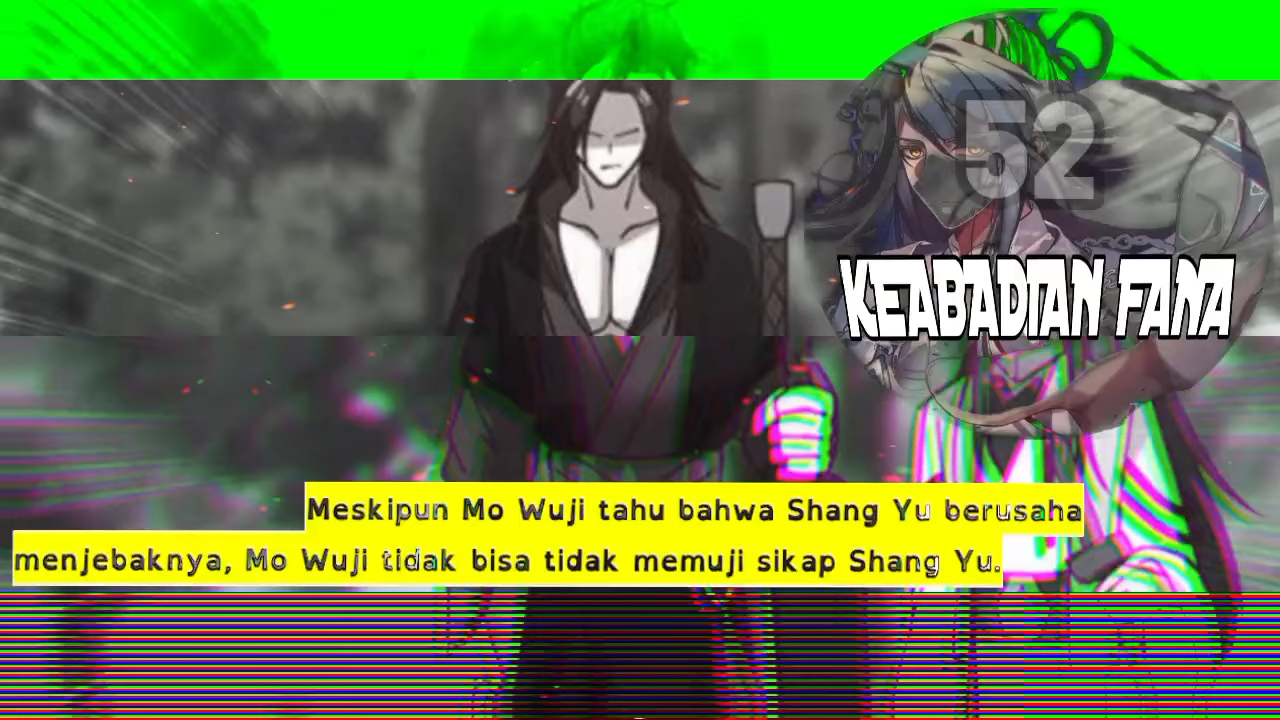 52
KEABADIAN FANA
Meskipun Mo Wuji tahu bahwa Shang Yu berusaha
menjebaknya, Mo Wuji tidak bisa tidak memuji sikap Shang Yu.